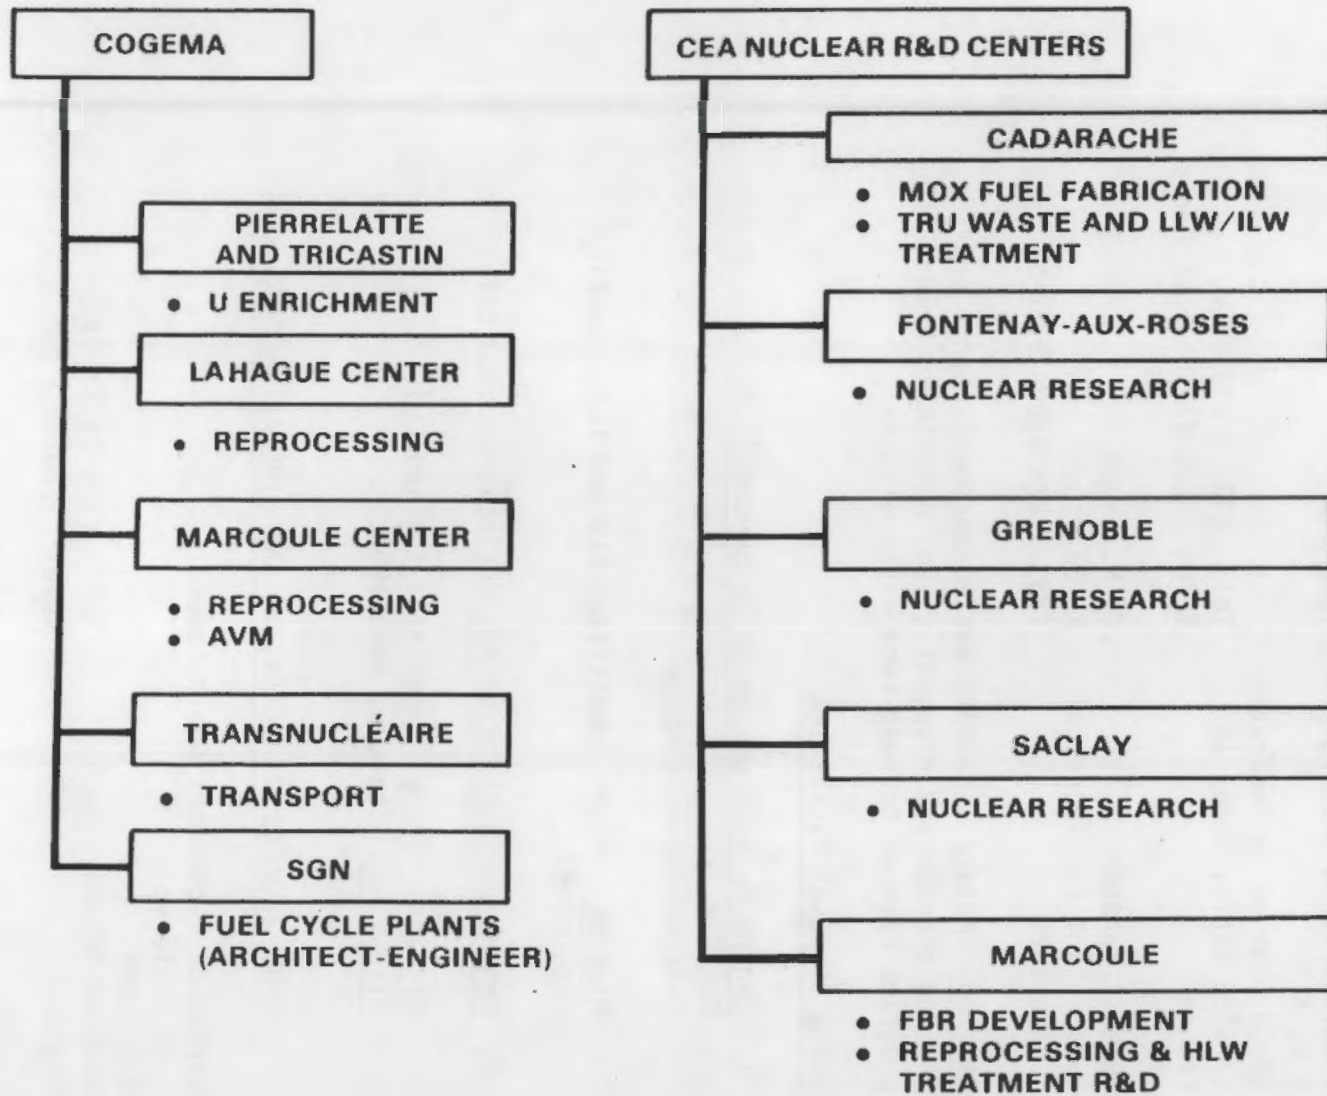 COGEMA
PIERRELATTE
AND TRICASTIN
• U ENRICHMENT
LAHAGUE CENTER
• REPROCESSING
MARCOULE CENTER
• REPROCESSING
• AVM
TRANSNUCLÉAIRE
• TRANSPORT
SGN
• FUEL CYCLE PLANTS
(ARCHITECT-ENGINEER)
CEA NUCLEAR R&D CENTERS
CADARACHE
• MOX FUEL FABRICATION
• TRU WASTE AND LLW/ILW
TREATMENT
FONTENAY-AUX-ROSES
• NUCLEAR RESEARCH
GRENOBLE
• NUCLEAR RESEARCH
SACLAY
• NUCLEAR RESEARCH
MARCOULE
• FBR DEVELOPMENT
• REPROCESSING & HLW
TREATMENT R&D